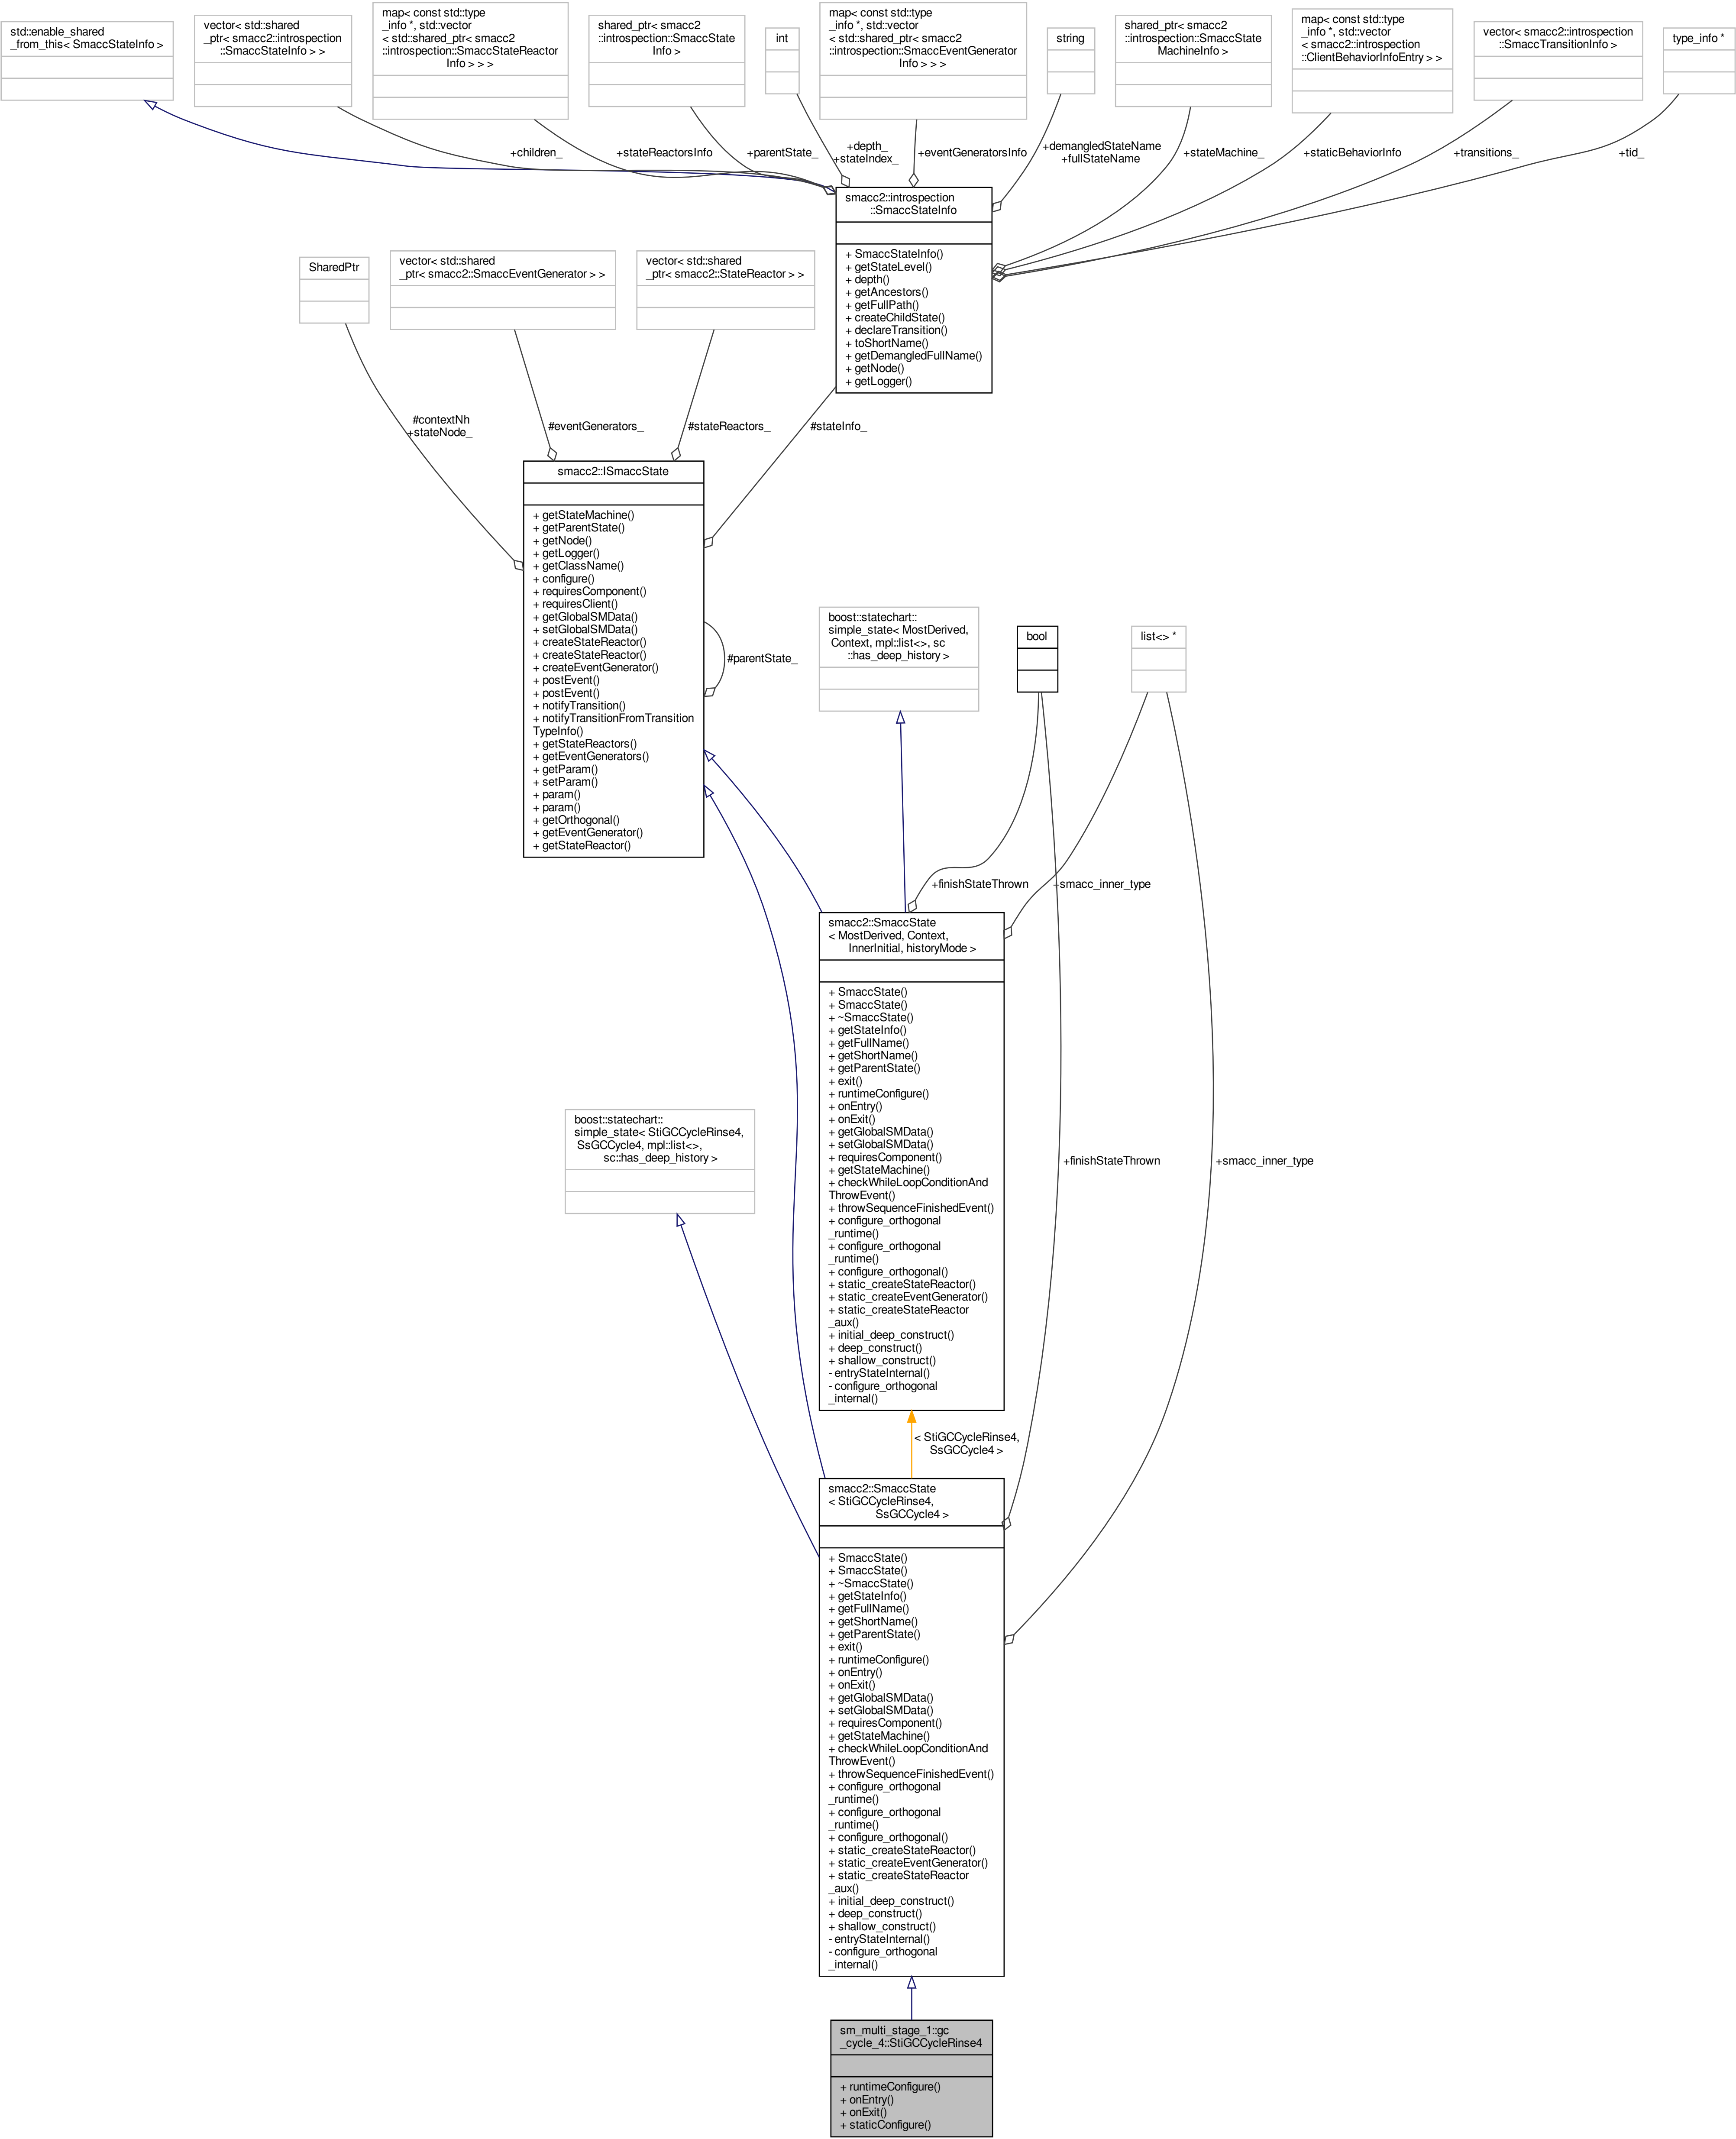 std::enable_shared
_from_this< SmaccStateInfo >
vector< std::shared
_ptr< smacc2::introspection
::SmaccStateInfo > >
map< const std::type
_info *, std::vector
< std::shared_ptr< smacc2
::introspection::SmaccStateReactor
Info > > >
shared_ptr< smacc2
::introspection::SmaccState
Info >
int
map< const std::type
_info *, std::vector
< std::shared_ptr< smacc2
::introspection::SmaccEventGenerator
Info > > >
string
shared_ptr< smacc2
::introspection::SmaccState
MachineInfo >
map< const std::type
_info *, std::vector
< smacc2::introspection
::ClientBehaviorInfoEntry > >
vector< smacc2::introspection
::SmaccTransitionInfo >
type_info *
+children_
+stateReactorsInfo
+parentState_
+depth_
+stateIndex_
+eventGeneratorsInfo
+demangledStateName
+fullStateName
+stateMachine_
+staticBehaviorInfo
+transitions_
+tid_
smacc2::introspection
::SmaccStateInfo
+ SmaccStateInfo()
+ getStateLevel()
+ depth()
+ getAncestors()
+ getFullPath()
+ createChildState()
+ declareTransition()
+ toShortName()
+ getDemangledFullName()
+ getNode()
+ getLogger()
SharedPtr
vector< std::shared
_ptr< smacc2::SmaccEventGenerator > >
vector< std::shared
_ptr< smacc2::StateReactor > >
#contextNh
+stateNode_
#eventGenerators_
#stateReactors_
#stateInfo_
smacc2::ISmaccState
+ getStateMachine()
+ getParentState()
+ getNode()
+ getLogger()
+ getClassName()
+ configure()
+ requiresComponent()
+ requiresClient()
+ getGlobalSMData()
+ setGlobalSMData()
+ createStateReactor()
+ createStateReactor()
+ createEventGenerator()
+ postEvent()
+ postEvent()
+ notifyTransition()
+ notifyTransitionFromTransition
TypeInfo()
+ getStateReactors()
+ getEventGenerators()
+ getParam()
+ setParam()
+ param()
+ param()
+ getOrthogonal()
+ getEventGenerator()
+ getStateReactor()
#parentState_
boost::statechart::
simple_state< MostDerived,
Context, mpl::list<>, sc
::has_deep_history >
bool
list<> *
+finishStateThrown
+smacc_inner_type
smacc2::SmaccState
< MostDerived, Context,
InnerInitial, historyMode >
+ SmaccState()
+ SmaccState()
+ ~SmaccState()
+ getStateInfo()
+ getFullName()
+ getShortName()
+ getParentState()
+ exit()
+ runtimeConfigure()
+ onEntry()
+ onExit()
+ getGlobalSMData()
+ setGlobalSMData()
+ requiresComponent()
+ getStateMachine()
+ checkWhileLoopConditionAnd
ThrowEvent()
+ throwSequenceFinishedEvent()
+ configure_orthogonal
_runtime()
+ configure_orthogonal
_runtime()
+ configure_orthogonal()
+ static_createStateReactor()
+ static_createEventGenerator()
+ static_createStateReactor
_aux()
+ initial_deep_construct()
+ deep_construct()
+ shallow_construct()
- entryStateInternal()
- configure_orthogonal
_internal()
boost::statechart::
simple_state< StiGCCycleRinse4,
SsGCCycle4, mpl::list<>,
sc::has_deep_history >
+finishStateThrown
+smacc_inner_type
< StiGCCycleRinse4,
SsGCCycle4 >
smacc2::SmaccState
< StiGCCycleRinse4,
SsGCCycle4 >
+ SmaccState()
+ SmaccState()
+ ~SmaccState()
+ getStateInfo()
+ getFullName()
+ getShortName()
+ getParentState()
+ exit()
+ runtimeConfigure()
+ onEntry()
+ onExit()
+ getGlobalSMData()
+ setGlobalSMData()
+ requiresComponent()
+ getStateMachine()
+ checkWhileLoopConditionAnd
ThrowEvent()
+ throwSequenceFinishedEvent()
+ configure_orthogonal
_runtime()
+ configure_orthogonal
_runtime()
+ configure_orthogonal()
+ static_createStateReactor()
+ static_createEventGenerator()
+ static_createStateReactor
_aux()
+ initial_deep_construct()
+ deep_construct()
+ shallow_construct()
- entryStateInternal()
- configure_orthogonal
_internal()
sm_multi_stage_1::gc
_cycle_4::StiGCCycleRinse4
+ runtimeConfigure()
+ onEntry()
+ onExit()
+ staticConfigure()